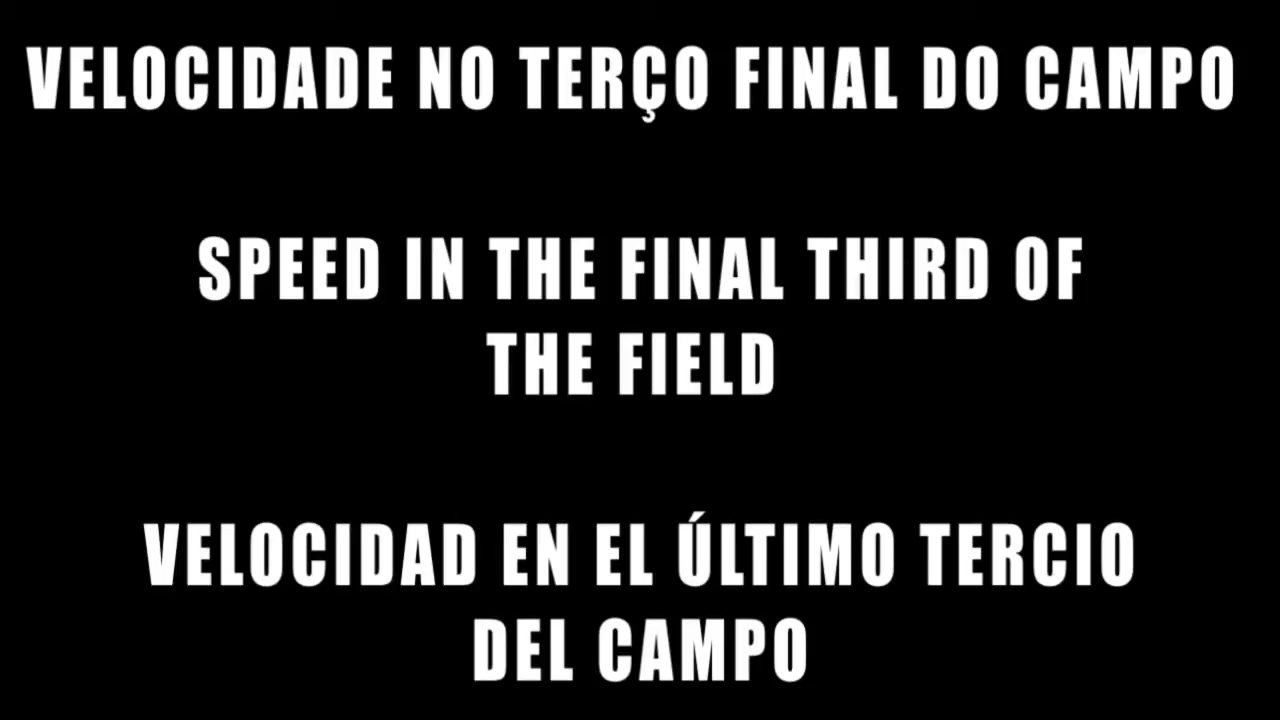 VELOCIDADE NO TERÇO FINAL DO CAMPO
SPEED IN THE FINAL THIRD OF
THE FIELD
VELOCIDAD EN EL ÚLTIMO TERCIO
DEL CAMPO